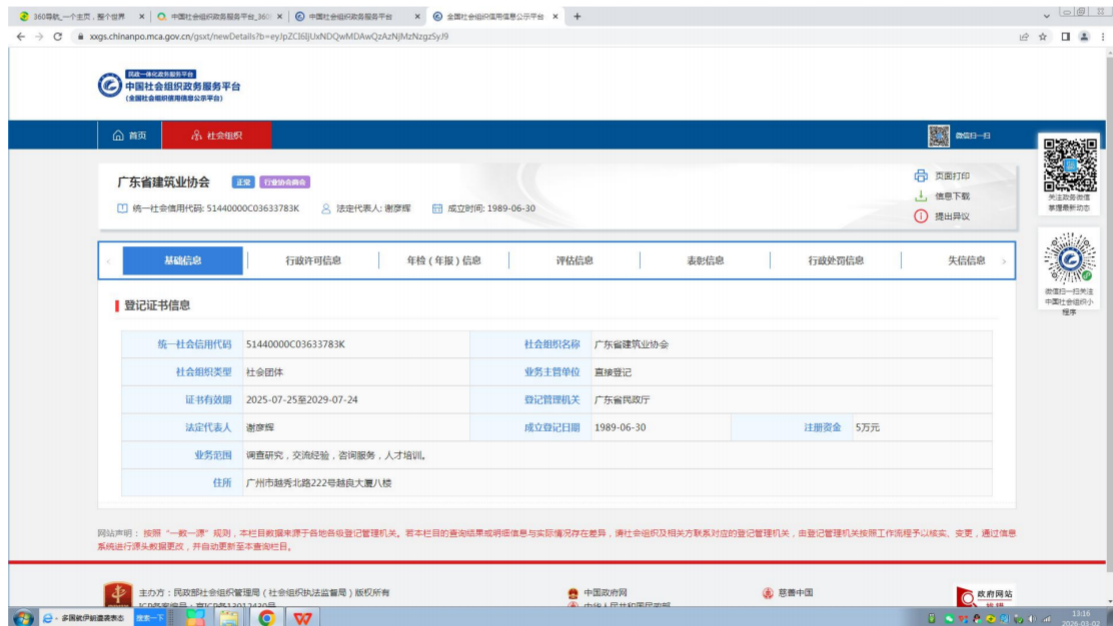 360导航_一个主页，整个世界
中国社会组织政务服务平台_360
中国社会组织政务服务平台
全国社会组织信用信息公示平台
民政一体化政务服务平台
中国社会组织政务服务平台
(全国社会组织信用信息公示平台)
首页
社会组织
微信扫一扫
广东省建筑业协会
正常
行业协会商会
统一社会信用代码: 51440000C03633783K
法定代表人: 谢彦辉
成立时间: 1989-06-30
页面打印
信息下载
提出异议
关注政务微信
掌握最新动态
基础信息
行政许可信息
年检（年报）信息
评估信息
表彰信息
行政处罚信息
失信信息
微信扫一扫关注
中国社会组织小
程序
登记证书信息
统一社会信用代码 51440000C03633783K 社会组织名称 广东省建筑业协会
社会组织类型 社会团体 业务主管单位 直接登记
证书有效期 2025-07-25至2029-07-24 登记管理机关 广东省民政厅
法定代表人 谢彦辉 成立登记日期 1989-06-30 注册资金 5万元
业务范围 调查研究，交流经验，咨询服务，人才培训。
住所 广州市越秀北路222号越良大厦八楼
网站声明：按照“一数一源”规则，本栏目数据来源于各地各级登记管理机关。若本栏目的查询结果或明细信息与实际情况存在差异，请社会组织及相关方联系对应的登记管理机关，由登记管理机关按照工作流程予以核实、变更，通过信息
系统进行源头数据更改，并自动更新至本查询栏目。
主办方：民政部社会组织管理局（社会组织执法监督局）版权所有
中国政府网
慈善中国
政府网站
搜索一下
13:16
2026-03-02